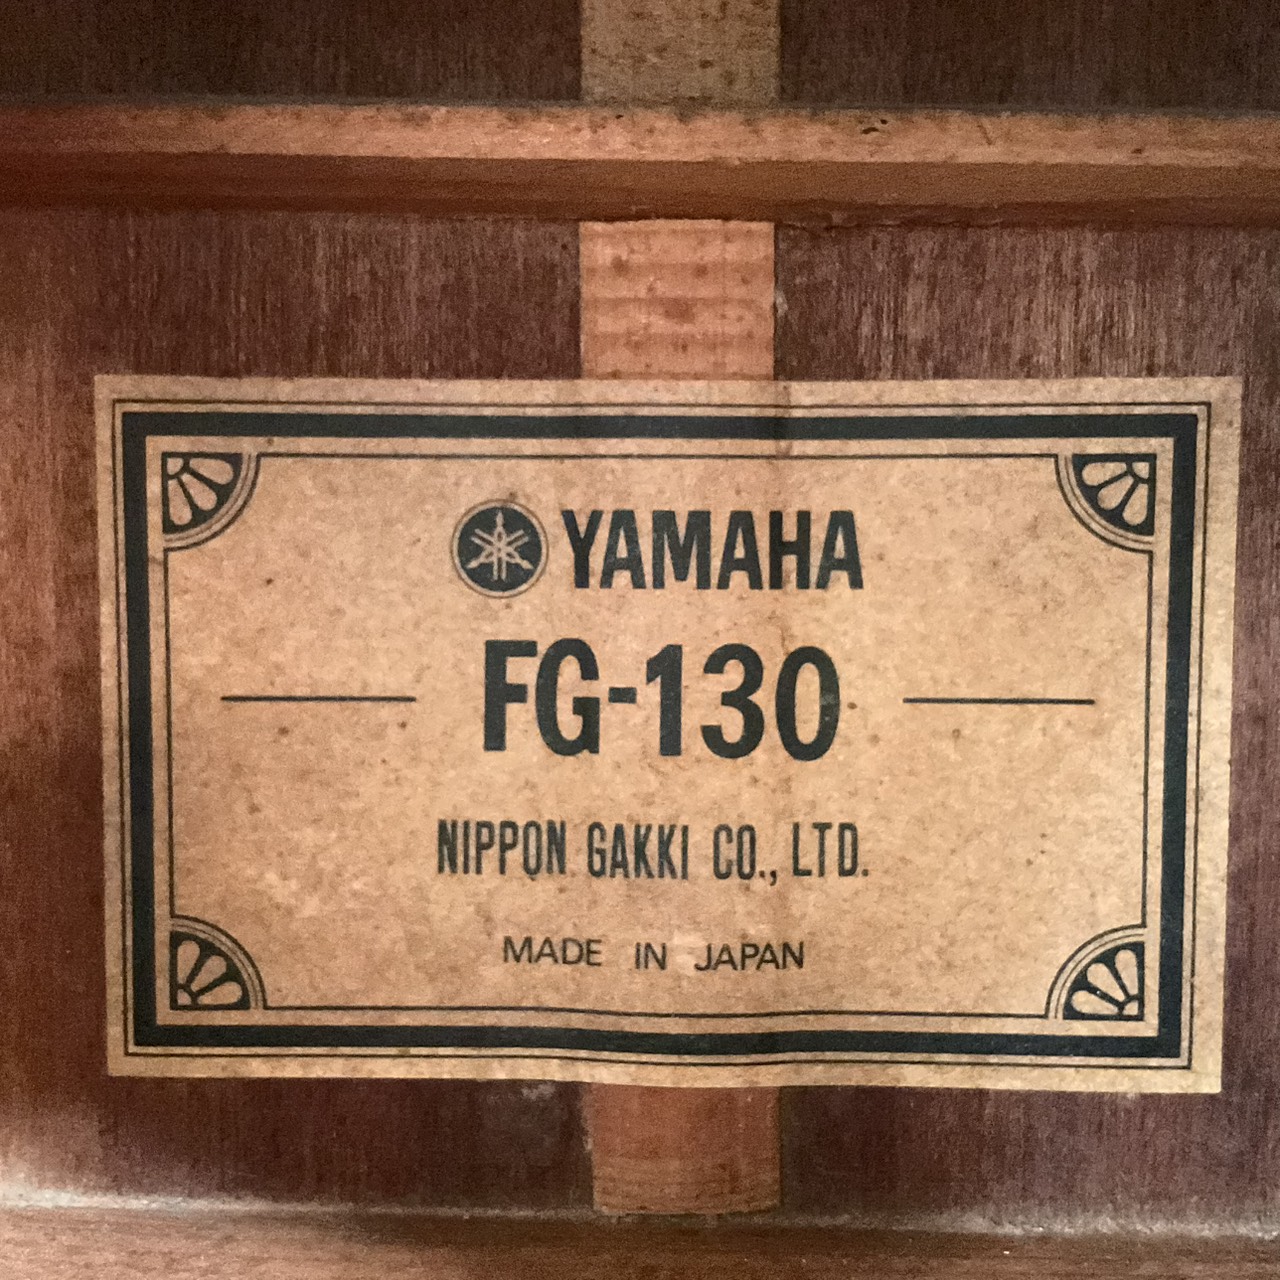 YAMAHA
FG-130
NIPPON GAKKI CO., LTD.
MADE IN JAPAN